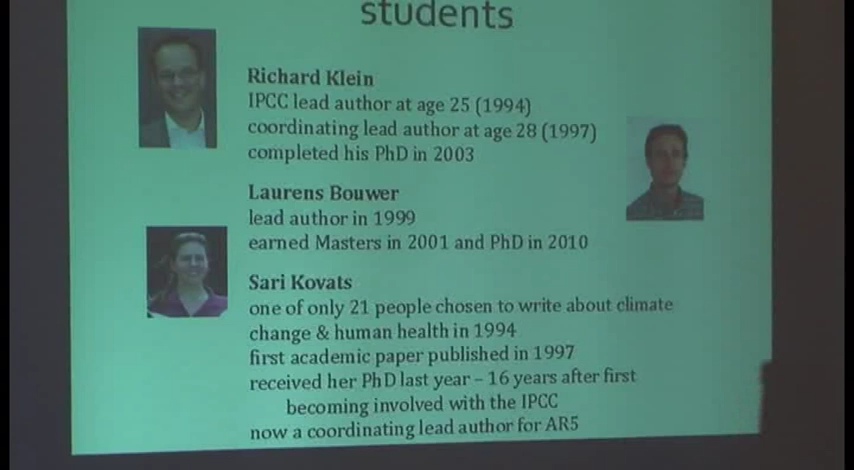 students
Richard Klein
IPCC lead author at age 25 (1994)
coordinating lead author at age 28 (1997)
completed his PhD in 2003
Laurens Bouwer
lead author in 1999
earned Masters in 2001 and PhD in 2010
Sari Kovats
one of only 21 people chosen to write about climate
change & human health in 1994
first academic paper published in 1997
received her PhD last year – 16 years after first
becoming involved with the IPCC
now a coordinating lead author for AR5